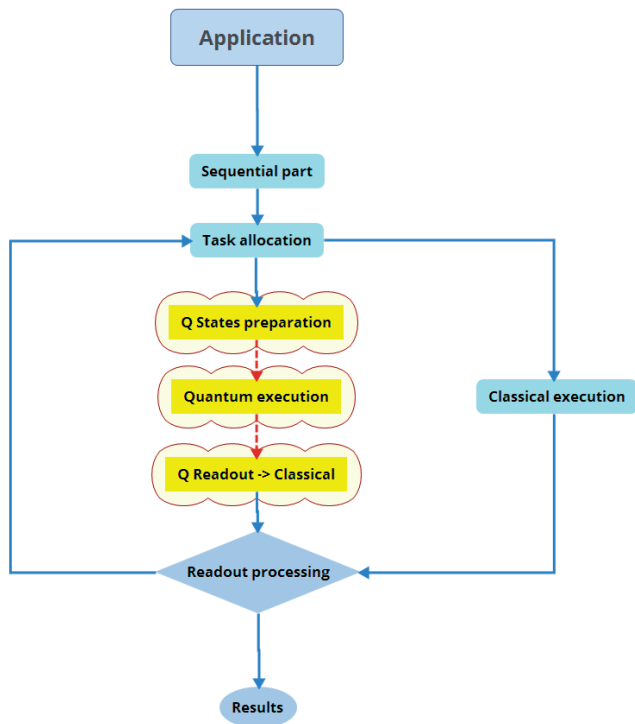 Application
Sequential part
Task allocation
Q States preparation
Quantum execution
Classical execution
Q Readout -> Classical
Readout processing
Results